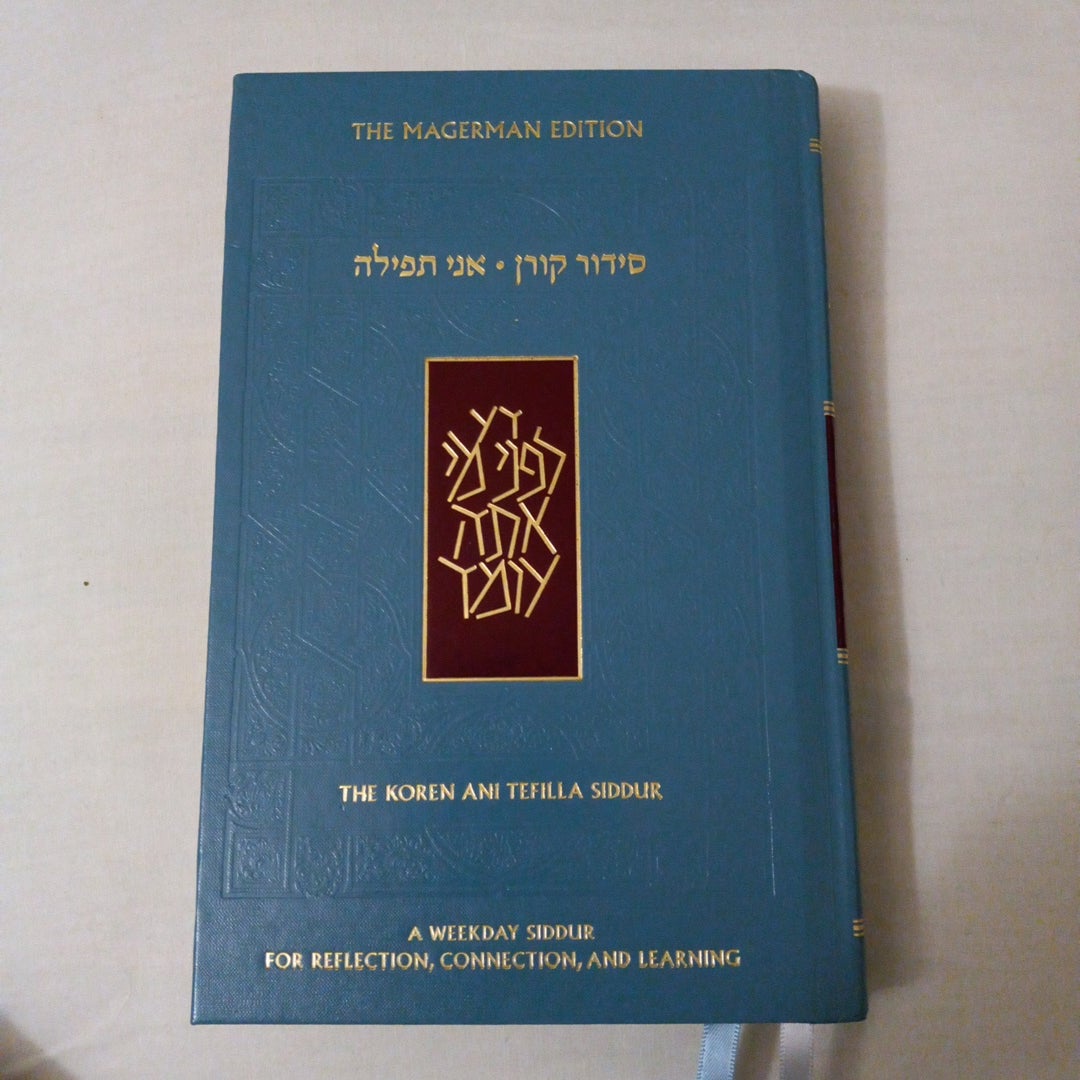 THE MAGERMAN EDITION
סידור קורן • אני תפילה
דע
לפני מי
אתה
עומד
THE KOREN ANI TEFILLA SIDDUR
A WEEKDAY SIDDUR
FOR REFLECTION, CONNECTION, AND LEARNING